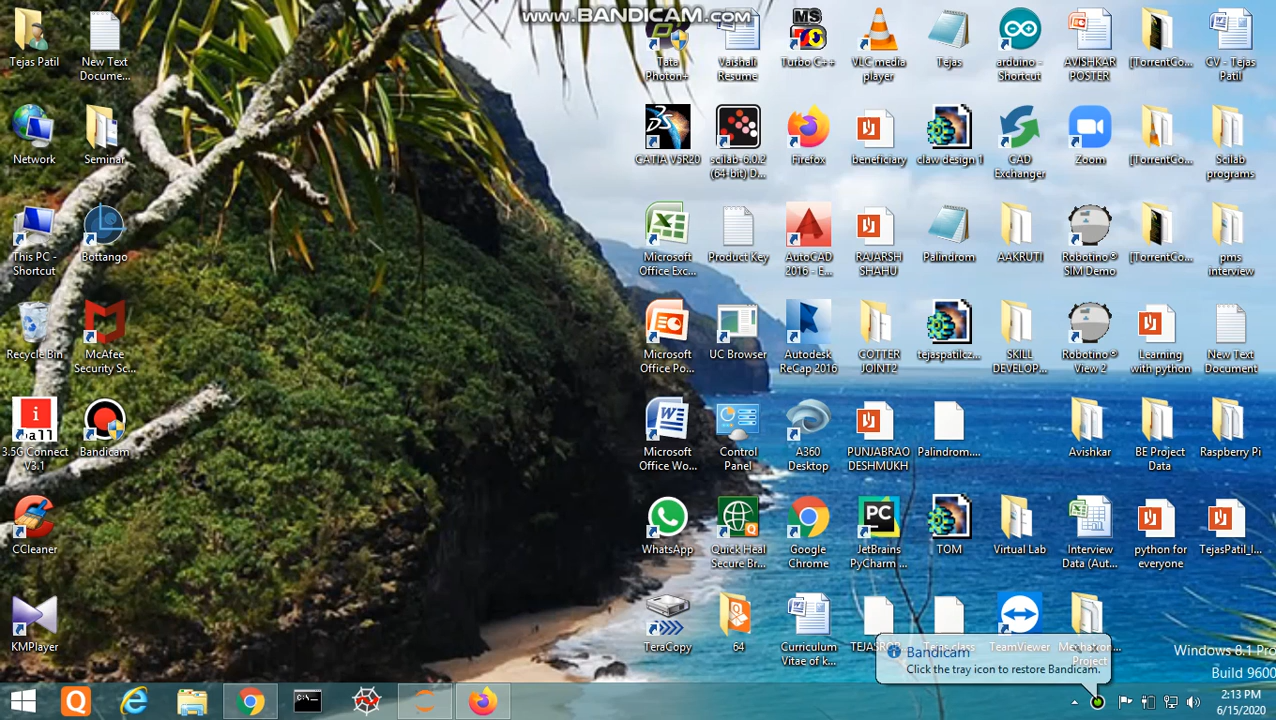 www.BANDICAM.com
Tejas Patil
New Text
Docume...
Tata
Photon+
Vaishali
Resume
Turbo C++
VLC media
player
Tejas
arduino -
Shortcut
AVISHKAR
POSTER
[TorrentCo...
CV - Tejas
Patil
Network
Seminar
CATIA V5R20
scilab-6.0.2
(64-bit) D...
Firefox
beneficiary
claw design 1
CAD
Exchanger
Zoom
[TorrentCo...
Scilab
programs
This PC -
Shortcut
Bottango
Microsoft
Office Exc...
Product Key
AutoCAD
2016 - E...
RAJARSH
SHAHU
Palindrom
AAKRUTI
Robotino®
SIM Demo
[TorrentCo...
pms
interview
Recycle Bin
McAfee
Security Sc...
Microsoft
Office Po...
UC Browser
Autodesk
ReCap 2016
COTTER
JOINT2
tejaspatilcz...
SKILL
DEVELOP...
Robotino®
View 2
Learning
with python
New Text
Document
3.5G Connect
V3.1
Bandicam
Microsoft
Office Wo...
Control
Panel
A360
Desktop
PUNJABRAO
DESHMUKH
Palindrom....
Avishkar
BE Project
Data
Raspberry Pi
CCleaner
WhatsApp
Quick Heal
Secure Br...
Google
Chrome
JetBrains
PyCharm ...
TOM
Virtual Lab
Interview
Data (Aut...
python for
everyone
TejasPatil_I...
KMPlayer
TeraCopy
64
Curriculum
Vitae of k...
TeamViewer
Project
Bandicam
Click the tray icon to restore Bandicam.
Windows 8.1 Pro
Build 9600
2:13 PM
6/15/2020